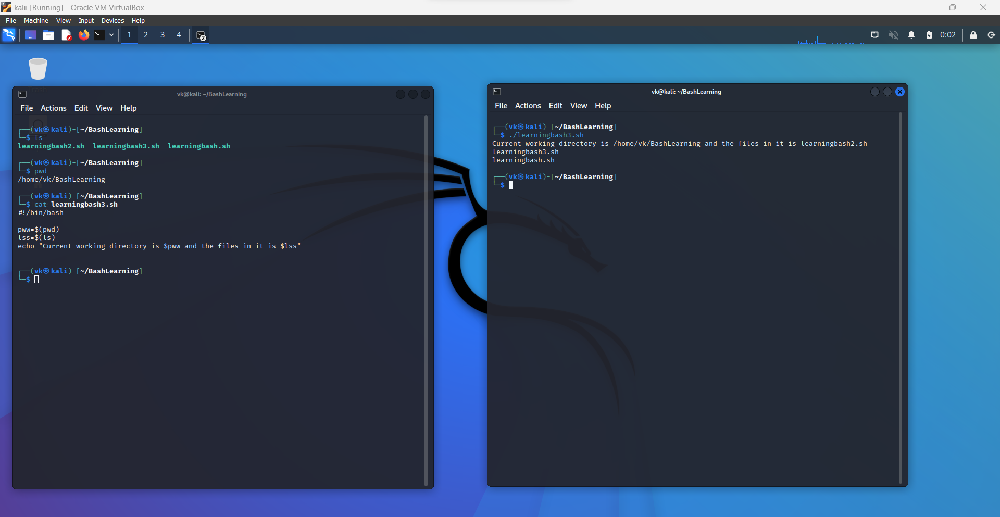 kalii [Running] - Oracle VM VirtualBox
File Machine View Input Devices Help
1 2 3 4 2 0:02
vk@kali: ~/BashLearning
File Actions Edit View Help
┌──(vk㉿kali)-[~/BashLearning]
└─$ ls
learningbash2.sh learningbash3.sh learningbash.sh
┌──(vk㉿kali)-[~/BashLearning]
└─$ pwd
/home/vk/BashLearning
┌──(vk㉿kali)-[~/BashLearning]
└─$ cat learningbash3.sh
#!/bin/bash
pww=$(pwd)
lss=$(ls)
echo "Current working directory is $pww and the files in it is $lss"
┌──(vk㉿kali)-[~/BashLearning]
└─$
vk@kali: ~/BashLearning
File Actions Edit View Help
┌──(vk㉿kali)-[~/BashLearning]
└─$ ./learningbash3.sh
Current working directory is /home/vk/BashLearning and the files in it is learningbash2.sh
learningbash3.sh
learningbash.sh
┌──(vk㉿kali)-[~/BashLearning]
└─$